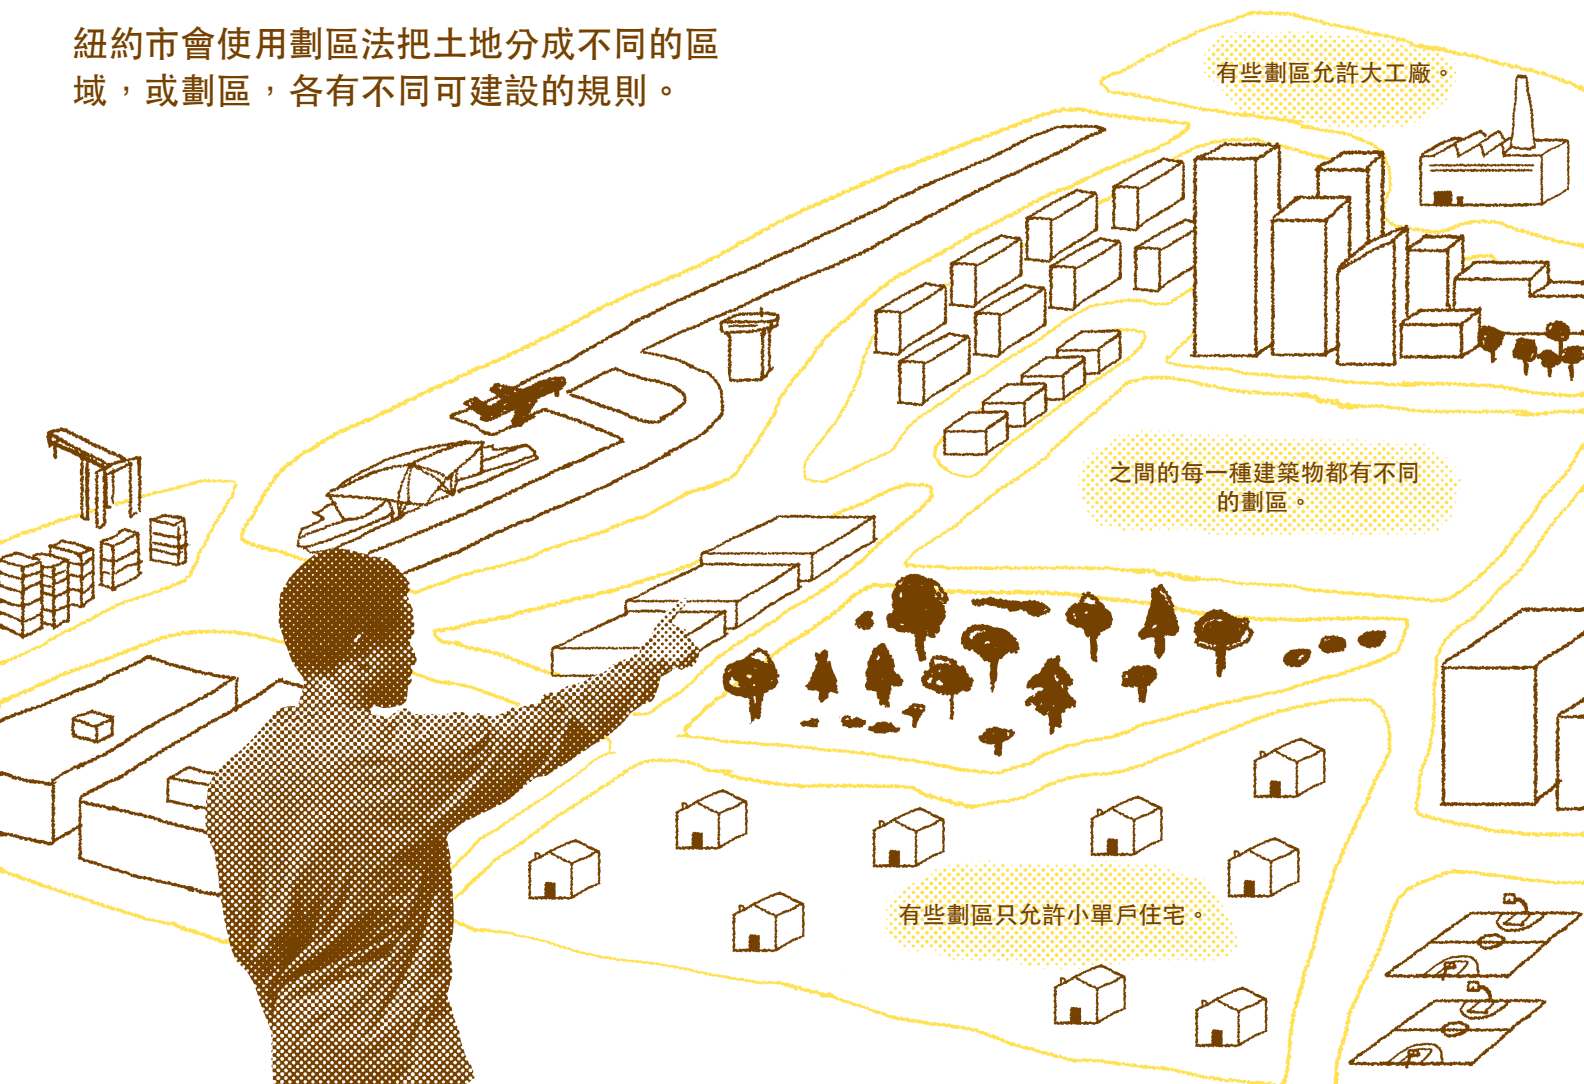 紐約市會使用劃區法把土地分成不同的區
域，或劃區，各有不同可建設的規則。
有些劃區允許大工廠。
之間的每一種建築物都有不同
的劃區。
有些劃區只允許小單戶住宅。